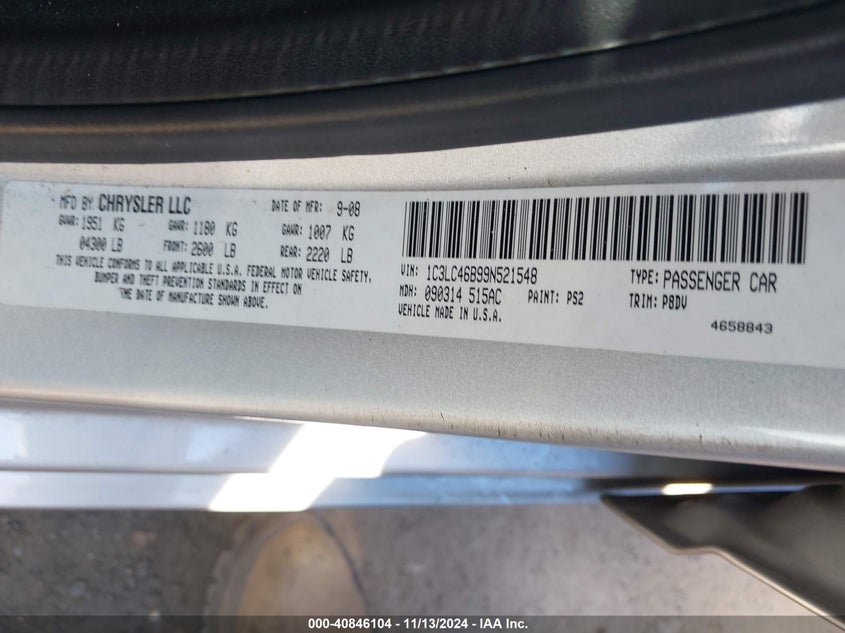 MFD BY CHRYSLER LLC DATE OF MFR 9-08
GVWR: 1951 KG GAWR: 1180 KG GAWR: 1007 KG
04300 LB FRONT: 2600 LB REAR: 2220 LB
THIS VEHICLE CONFORMS TO ALL APPLICABLE U.S.A. FEDERAL MOTOR VEHICLE SAFETY,
BUMPER AND THEFT PREVENTION STANDARDS IN EFFECT ON
THE DATE OF MANUFACTURE SHOWN ABOVE.
VIN: 1C3LC46B99N521548 TYPE: PASSENGER CAR
MDH: 090314 515AC PAINT: PS2 TRIM: P8DV
VEHICLE MADE IN U.S.A.
4658843
000-40846104 — 11/13/2024 — IAA Inc.